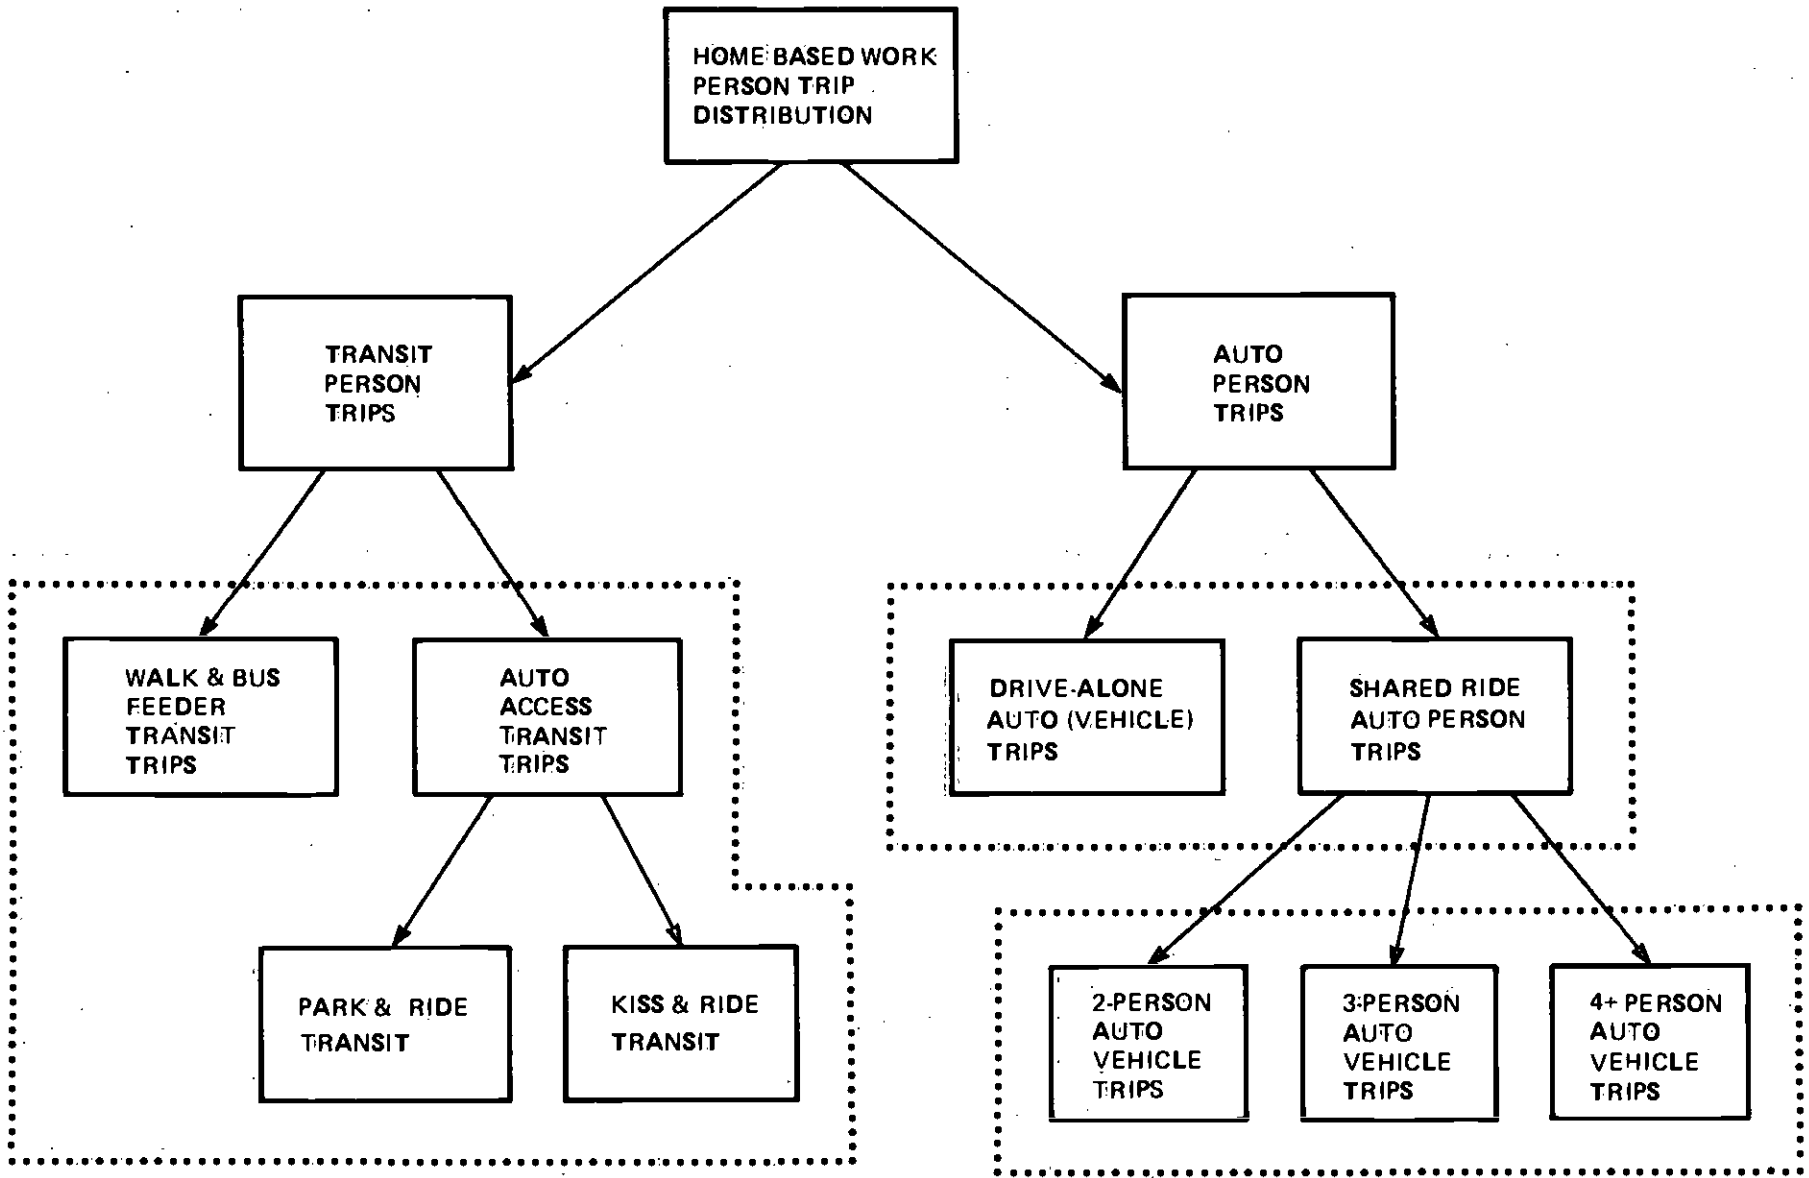 HOME BASED WORK
PERSON TRIP
DISTRIBUTION
TRANSIT
PERSON
TRIPS
AUTO
PERSON
TRIPS
WALK & BUS
FEEDER
TRANSIT
TRIPS
AUTO
ACCESS
TRANSIT
TRIPS
DRIVE-ALONE
AUTO (VEHICLE)
TRIPS
SHARED RIDE
AUTO PERSON
TRIPS
PARK & RIDE
TRANSIT
KISS & RIDE
TRANSIT
2-PERSON
AUTO
VEHICLE
TRIPS
3-PERSON
AUTO
VEHICLE
TRIPS
4+ PERSON
AUTO
VEHICLE
TRIPS